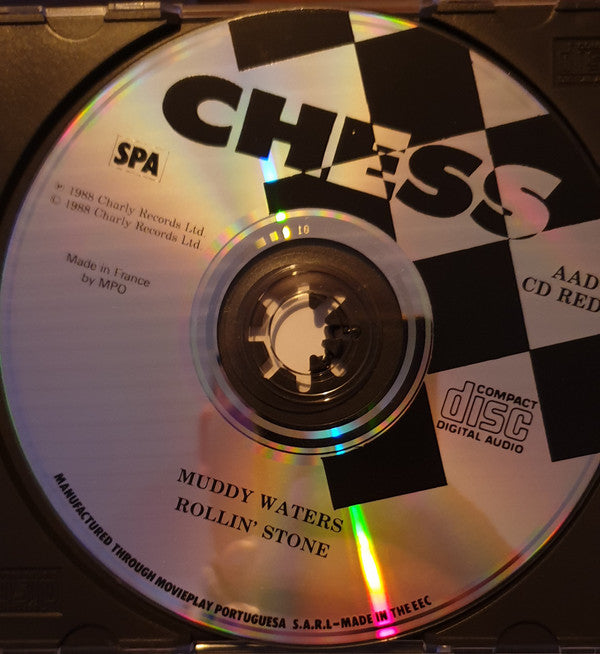 CHESS
SPA
℗ 1988 Charly Records Ltd.
© 1988 Charly Records Ltd
Made in France
by MPO
10
AAD
CD RED
COMPACT
disc
DIGITAL AUDIO
MUDDY WATERS
ROLLIN' STONE
MANUFACTURED THROUGH MOVIEPLAY PORTUGUESA S.A.R.L-MADE IN THE EEC